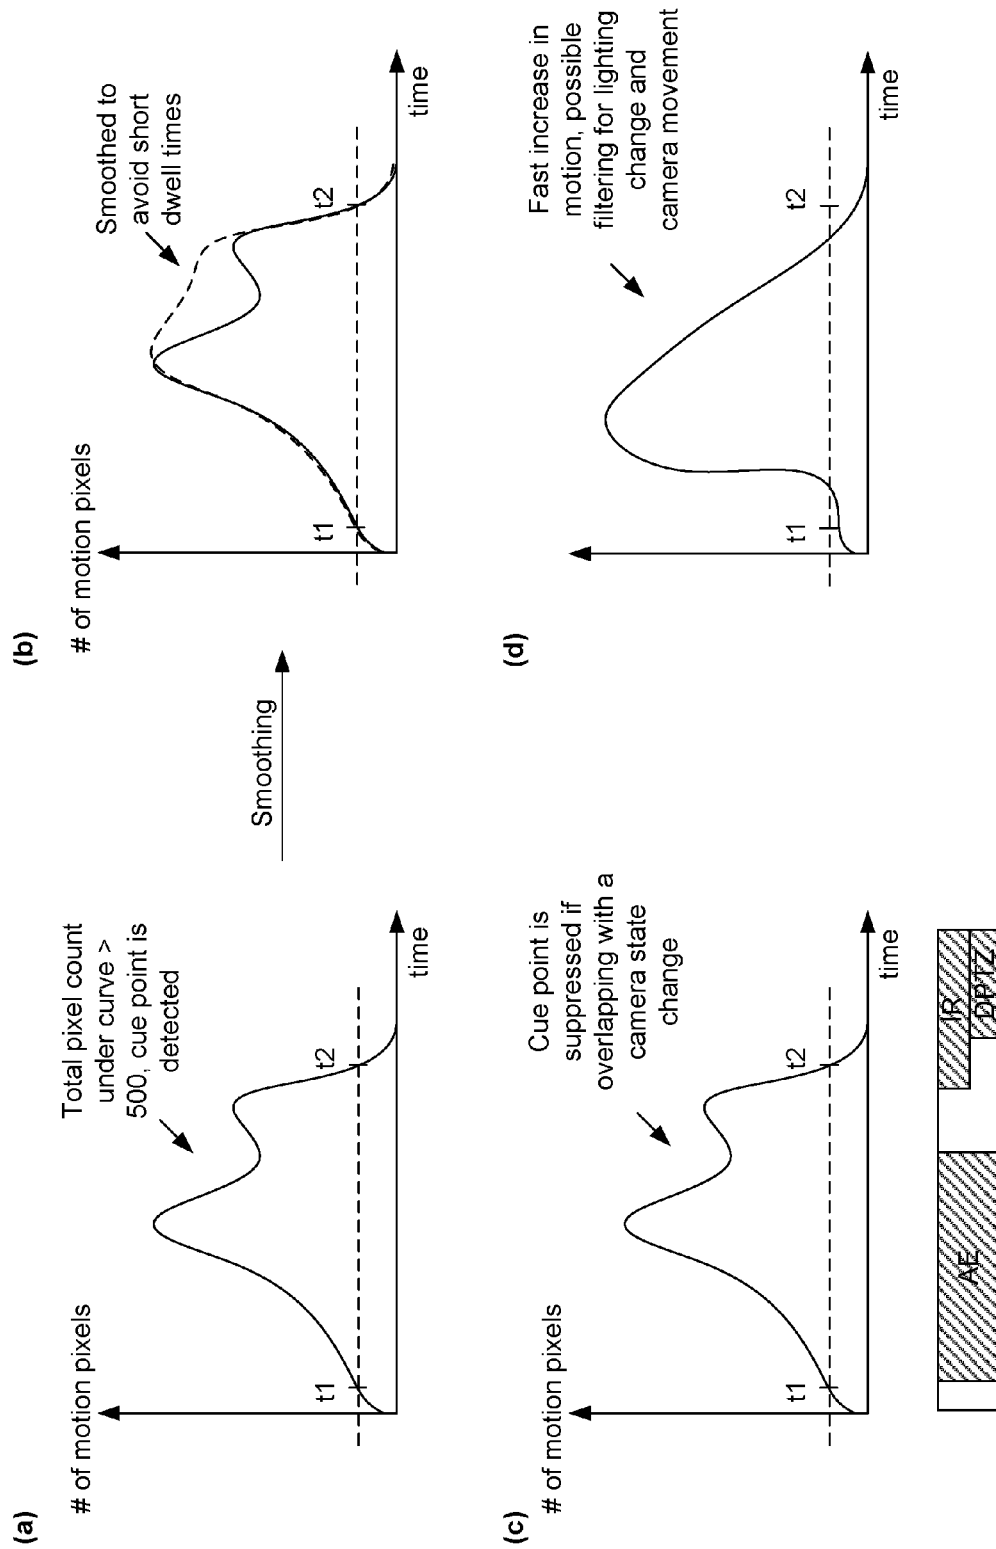 (a)
# of motion pixels
Total pixel count
under curve >
500, cue point is
detected
t1
t2
time
Smoothing
(b)
# of motion pixels
Smoothed to
avoid short
dwell times
t1
t2
time
(c)
# of motion pixels
Cue point is
suppressed if
overlapping with a
camera state
change
t1
t2
time
AE
IR
DPTZ
(d)
Fast increase in
motion, possible
filtering for lighting
change and
camera movement
t1
t2
time